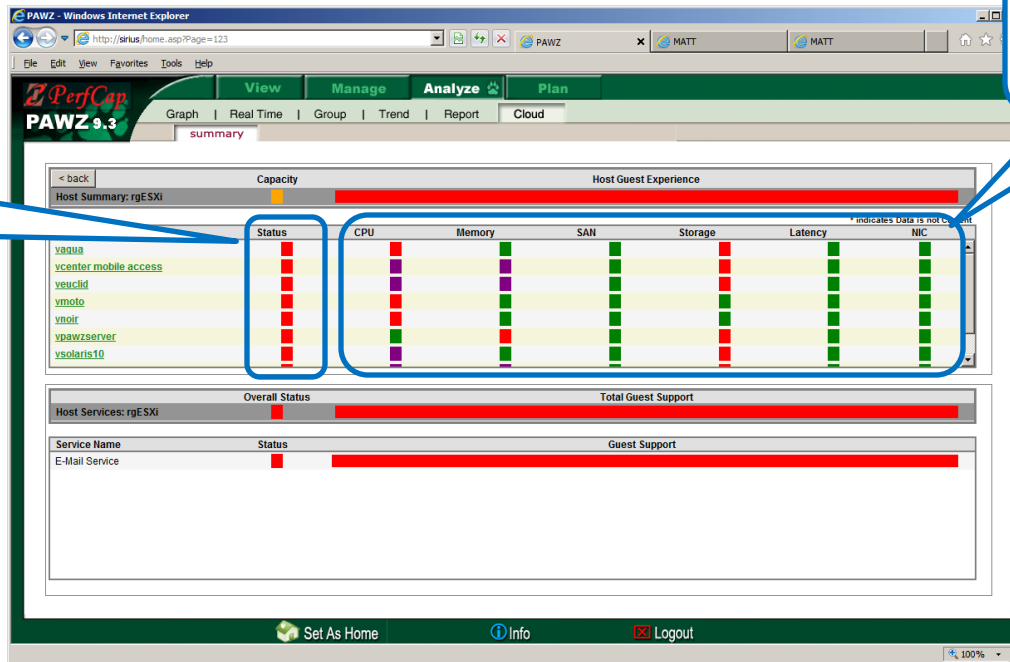 PAWZ - Windows Internet Explorer
http://sirius/home.asp?Page=123
PAWZ
MATT
MATT
File Edit View Favorites Tools Help
PerfCap
PAWZ 9.3
View Manage Analyze Plan
Graph | Real Time | Group | Trend | Report Cloud
summary
< back Capacity Host Guest Experience
Host Summary: rgESXi
* indicates Data is not Current
Status CPU Memory SAN Storage Latency NIC
vaqua
vcenter mobile access
veuclid
vmoto
vnoir
vpawzserver
vsolaris10
Overall Status Total Guest Support
Host Services: rgESXi
Service Name Status Guest Support
E-Mail Service
Set As Home Info Logout
100%